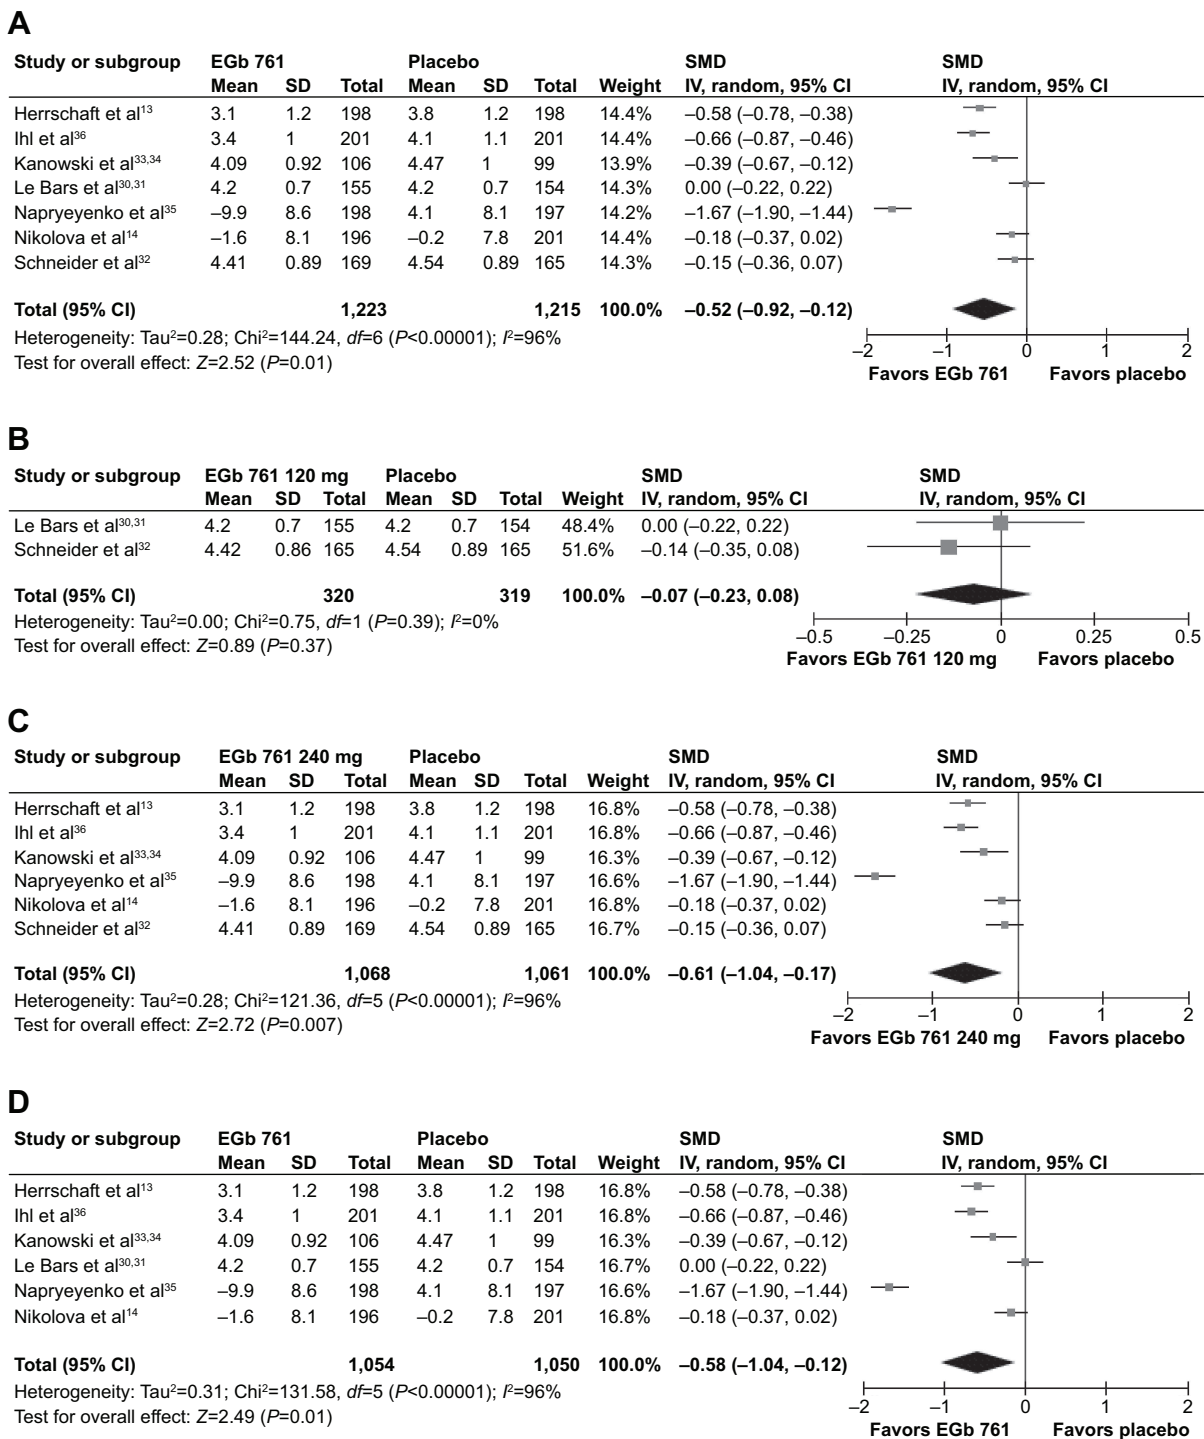 A
Study or subgroup EGb 761 Placebo SMD SMD
Mean SD Total Mean SD Total Weight IV, random, 95% CI IV, random, 95% CI
Herrschaft et al13 3.1 1.2 198 3.8 1.2 198 14.4% –0.58 (–0.78, –0.38)
Ihl et al36 3.4 1 201 4.1 1.1 201 14.4% –0.66 (–0.87, –0.46)
Kanowski et al33,34 4.09 0.92 106 4.47 1 99 13.9% –0.39 (–0.67, –0.12)
Le Bars et al30,31 4.2 0.7 155 4.2 0.7 154 14.3% 0.00 (–0.22, 0.22)
Napryeyenko et al35 –9.9 8.6 198 4.1 8.1 197 14.2% –1.67 (–1.90, –1.44)
Nikolova et al14 –1.6 8.1 196 –0.2 7.8 201 14.4% –0.18 (–0.37, 0.02)
Schneider et al32 4.41 0.89 169 4.54 0.89 165 14.3% –0.15 (–0.36, 0.07)
Total (95% CI) 1,223 1,215 100.0% –0.52 (–0.92, –0.12)
Heterogeneity: Tau2=0.28; Chi2=144.24, df=6 (P<0.00001); I2=96%
Test for overall effect: Z=2.52 (P=0.01)
–2 –1 0 1 2
Favors EGb 761 Favors placebo
B
Study or subgroup EGb 761 120 mg Placebo SMD SMD
Mean SD Total Mean SD Total Weight IV, random, 95% CI IV, random, 95% CI
Le Bars et al30,31 4.2 0.7 155 4.2 0.7 154 48.4% 0.00 (–0.22, 0.22)
Schneider et al32 4.42 0.86 165 4.54 0.89 165 51.6% –0.14 (–0.35, 0.08)
Total (95% CI) 320 319 100.0% –0.07 (–0.23, 0.08)
Heterogeneity: Tau2=0.00; Chi2=0.75, df=1 (P=0.39); I2=0%
Test for overall effect: Z=0.89 (P=0.37)
–0.5 –0.25 0 0.25 0.5
Favors EGb 761 120 mg Favors placebo
C
Study or subgroup EGb 761 240 mg Placebo SMD SMD
Mean SD Total Mean SD Total Weight IV, random, 95% CI IV, random, 95% CI
Herrschaft et al13 3.1 1.2 198 3.8 1.2 198 16.8% –0.58 (–0.78, –0.38)
Ihl et al36 3.4 1 201 4.1 1.1 201 16.8% –0.66 (–0.87, –0.46)
Kanowski et al33,34 4.09 0.92 106 4.47 1 99 16.3% –0.39 (–0.67, –0.12)
Napryeyenko et al35 –9.9 8.6 198 4.1 8.1 197 16.6% –1.67 (–1.90, –1.44)
Nikolova et al14 –1.6 8.1 196 –0.2 7.8 201 16.8% –0.18 (–0.37, 0.02)
Schneider et al32 4.41 0.89 169 4.54 0.89 165 16.7% –0.15 (–0.36, 0.07)
Total (95% CI) 1,068 1,061 100.0% –0.61 (–1.04, –0.17)
Heterogeneity: Tau2=0.28; Chi2=121.36, df=5 (P<0.00001); I2=96%
Test for overall effect: Z=2.72 (P=0.007)
–2 –1 0 1 2
Favors EGb 761 240 mg Favors placebo
D
Study or subgroup EGb 761 Placebo SMD SMD
Mean SD Total Mean SD Total Weight IV, random, 95% CI IV, random, 95% CI
Herrschaft et al13 3.1 1.2 198 3.8 1.2 198 16.8% –0.58 (–0.78, –0.38)
Ihl et al36 3.4 1 201 4.1 1.1 201 16.8% –0.66 (–0.87, –0.46)
Kanowski et al33,34 4.09 0.92 106 4.47 1 99 16.3% –0.39 (–0.67, –0.12)
Le Bars et al30,31 4.2 0.7 155 4.2 0.7 154 16.7% 0.00 (–0.22, 0.22)
Napryeyenko et al35 –9.9 8.6 198 4.1 8.1 197 16.6% –1.67 (–1.90, –1.44)
Nikolova et al14 –1.6 8.1 196 –0.2 7.8 201 16.8% –0.18 (–0.37, 0.02)
Total (95% CI) 1,054 1,050 100.0% –0.58 (–1.04, –0.12)
Heterogeneity: Tau2=0.31; Chi2=131.58, df=5 (P<0.00001); I2=96%
Test for overall effect: Z=2.49 (P=0.01)
–2 –1 0 1 2
Favors EGb 761 Favors placebo